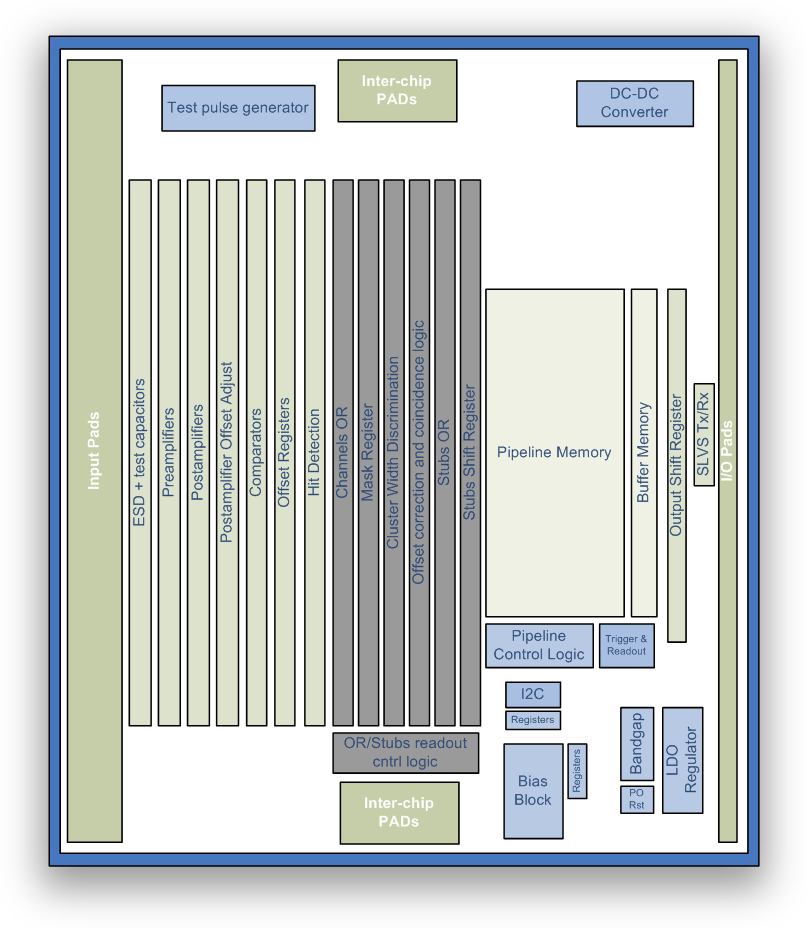 Inter-chip
PADs
Test pulse generator
DC-DC
Converter
Input Pads
ESD + test capacitors
Preamplifiers
Postamplifiers
Postamplifier Offset Adjust
Comparators
Offset Registers
Hit Detection
Channels OR
Mask Register
Cluster Width Discrimination
Offset correction and coincidence logic
Stubs OR
Stubs Shift Register
Pipeline Memory
Buffer Memory
Output Shift Register
SLVS Tx/Rx
I/O Pads
Pipeline
Control Logic
Trigger &
Readout
I2C
Registers
OR/Stubs readout
cntrl logic
Bias
Block
Registers
Bandgap
PO
Rst
LDO
Regulator
Inter-chip
PADs